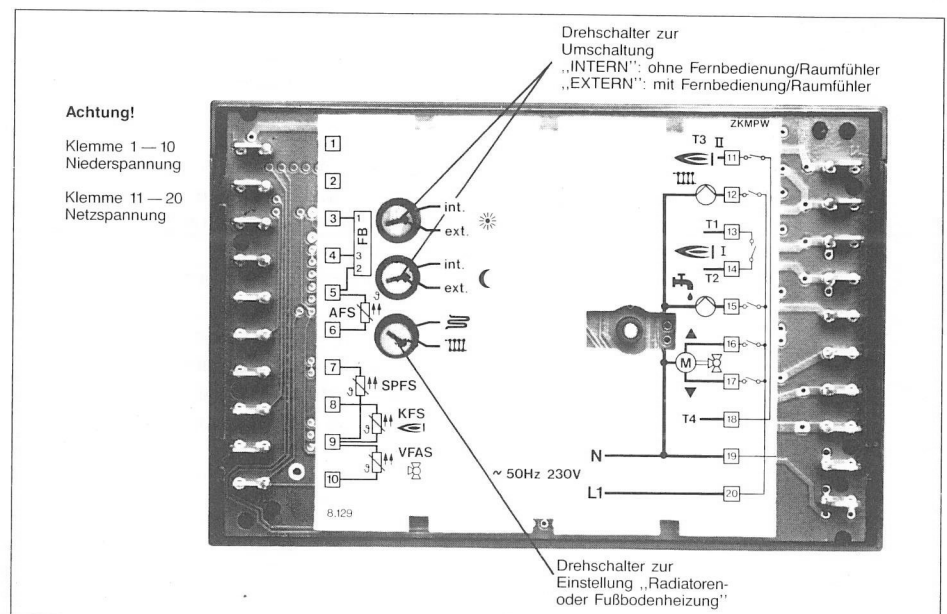 Drehschalter zur
Umschaltung
,,INTERN'': ohne Fernbedienung/Raumfühler
,,EXTERN'': mit Fernbedienung/Raumfühler
Achtung!
Klemme 1 — 10
Niederspannung
Klemme 11 — 20
Netzspannung
ZKMPW
1
2
3
4
5
6
7
8
9
10
FB
1
3
2
AFS
ϑ
SPFS
ϑ
KFS
ϑ
VFAS
ϑ
8.129
int.
ext.
int.
ext.
T3 II
11
12
T1 13
I
T2 14
15
16
M
17
T4 18
N 19
~ 50Hz 230V
L1 20
Drehschalter zur
Einstellung ,,Radiatoren-
oder Fußbodenheizung''